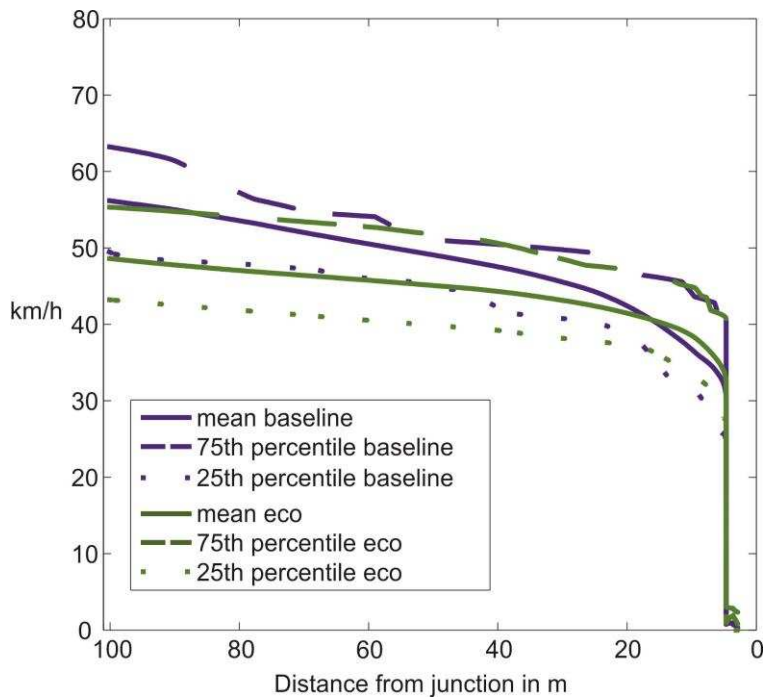 80
70
60
50
km/h
40
30
20
10
0
mean baseline
75th percentile baseline
25th percentile baseline
mean eco
75th percentile eco
25th percentile eco
100 80 60 40 20 0
Distance from junction in m